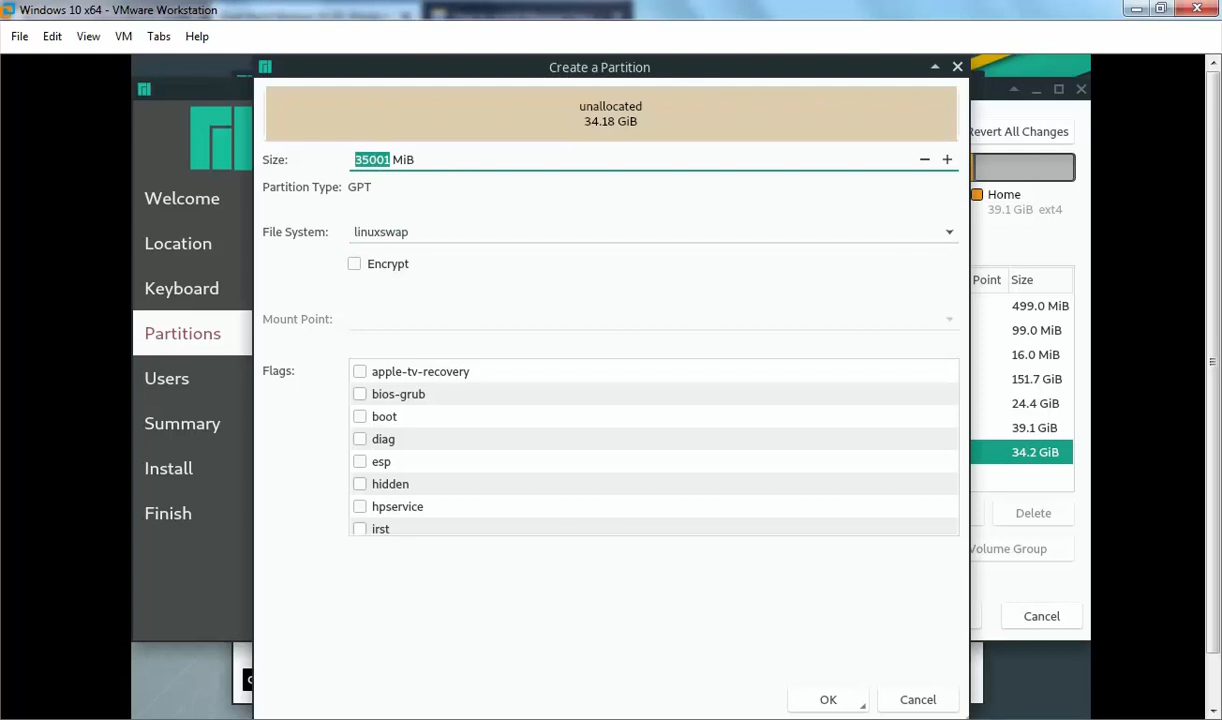 Windows 10 x64 - VMware Workstation
File Edit View VM Tabs Help
Create a Partition
unallocated
34.18 GiB
Size: 35001 MiB
Partition Type: GPT
File System: linuxswap
Encrypt
Mount Point:
Flags: apple-tv-recovery
bios-grub
boot
diag
esp
hidden
hpservice
irst
OK Cancel
Welcome
Location
Keyboard
Partitions
Users
Summary
Install
Finish
Revert All Changes
Home
39.1 GiB ext4
Point Size
499.0 MiB
99.0 MiB
16.0 MiB
151.7 GiB
24.4 GiB
39.1 GiB
34.2 GiB
Delete
Volume Group
Cancel